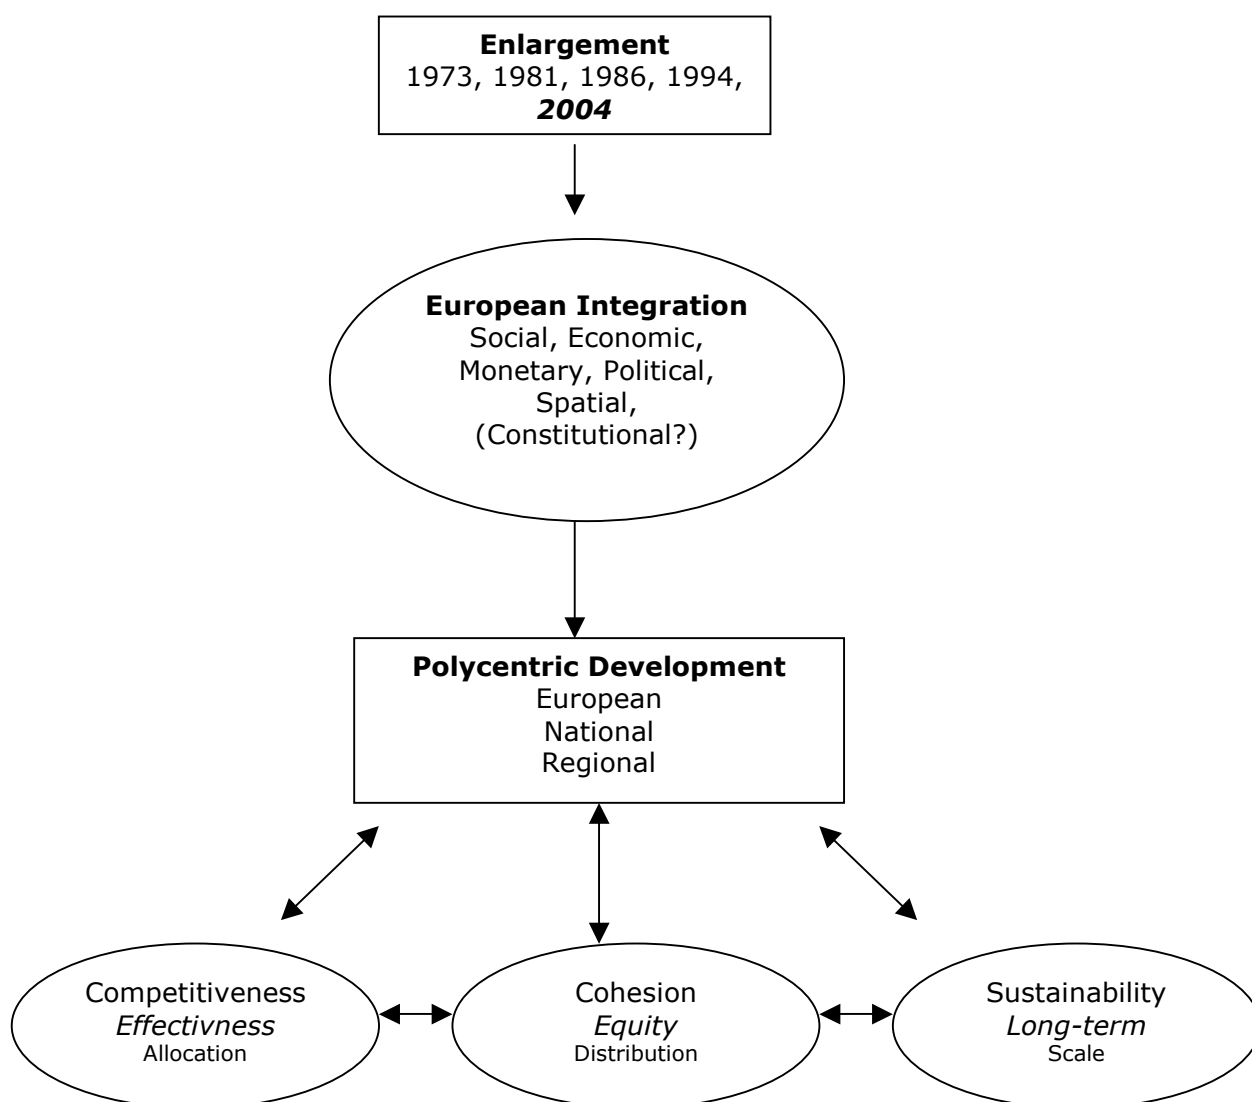 Enlargement
1973, 1981, 1986, 1994,
2004
European Integration
Social, Economic,
Monetary, Political,
Spatial,
(Constitutional?)
Polycentric Development
European
National
Regional
Competitiveness
Effectivness
Allocation
Cohesion
Equity
Distribution
Sustainability
Long-term
Scale